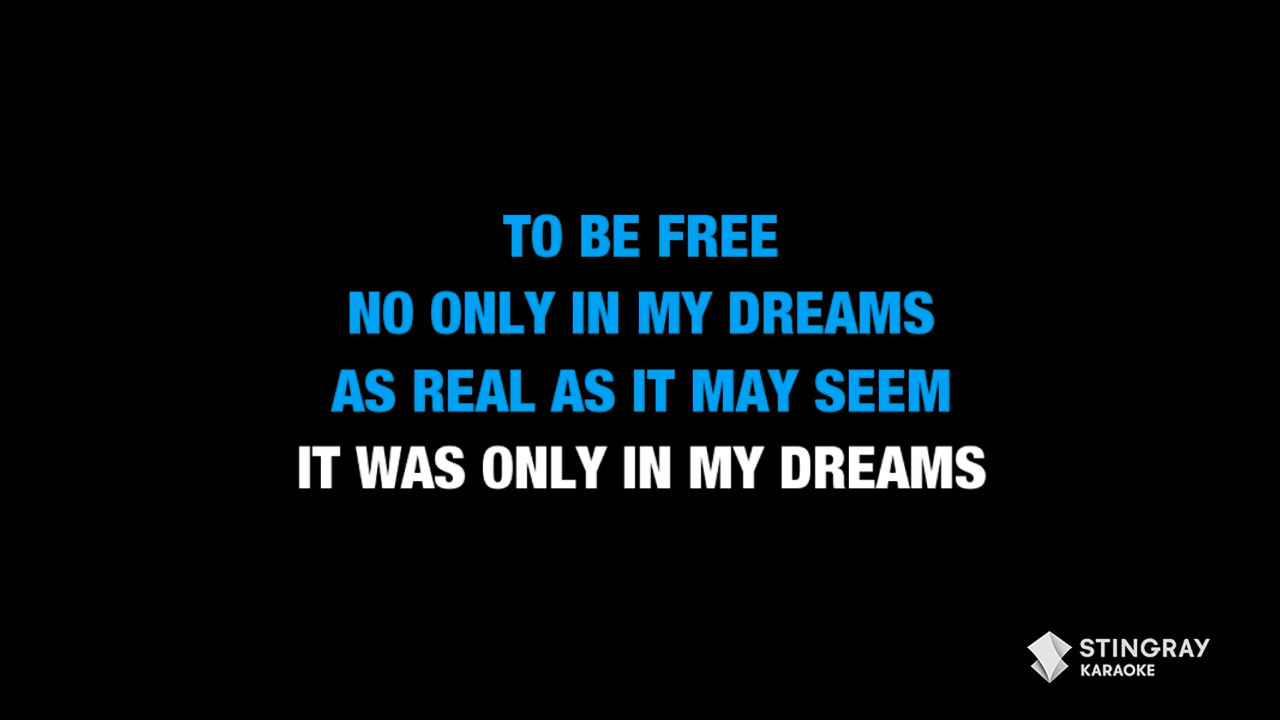 TO BE FREE
NO ONLY IN MY DREAMS
AS REAL AS IT MAY SEEM
IT WAS ONLY IN MY DREAMS
STINGRAY
KARAOKE